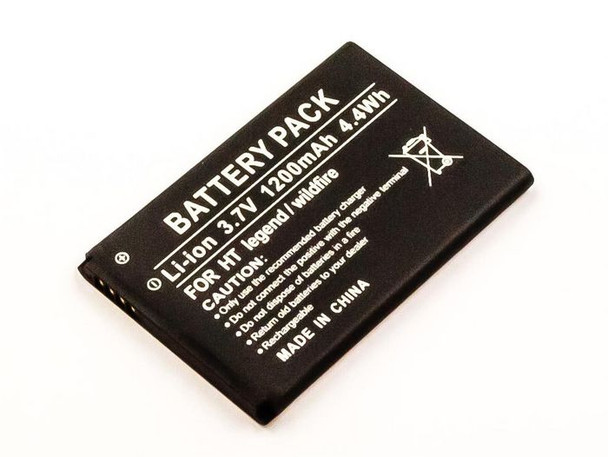 BATTERY PACK
Li-ion 3.7V 1200mAh 4.4Wh
FOR HT legend/wildfire
CAUTION:
•Only use the recommended battery charger
•Do not connect the positive with the negative terminal
•Do not dispose of batteries in a fire
•Return old batteries to your dealer
•Rechargeable
MADE IN CHINA